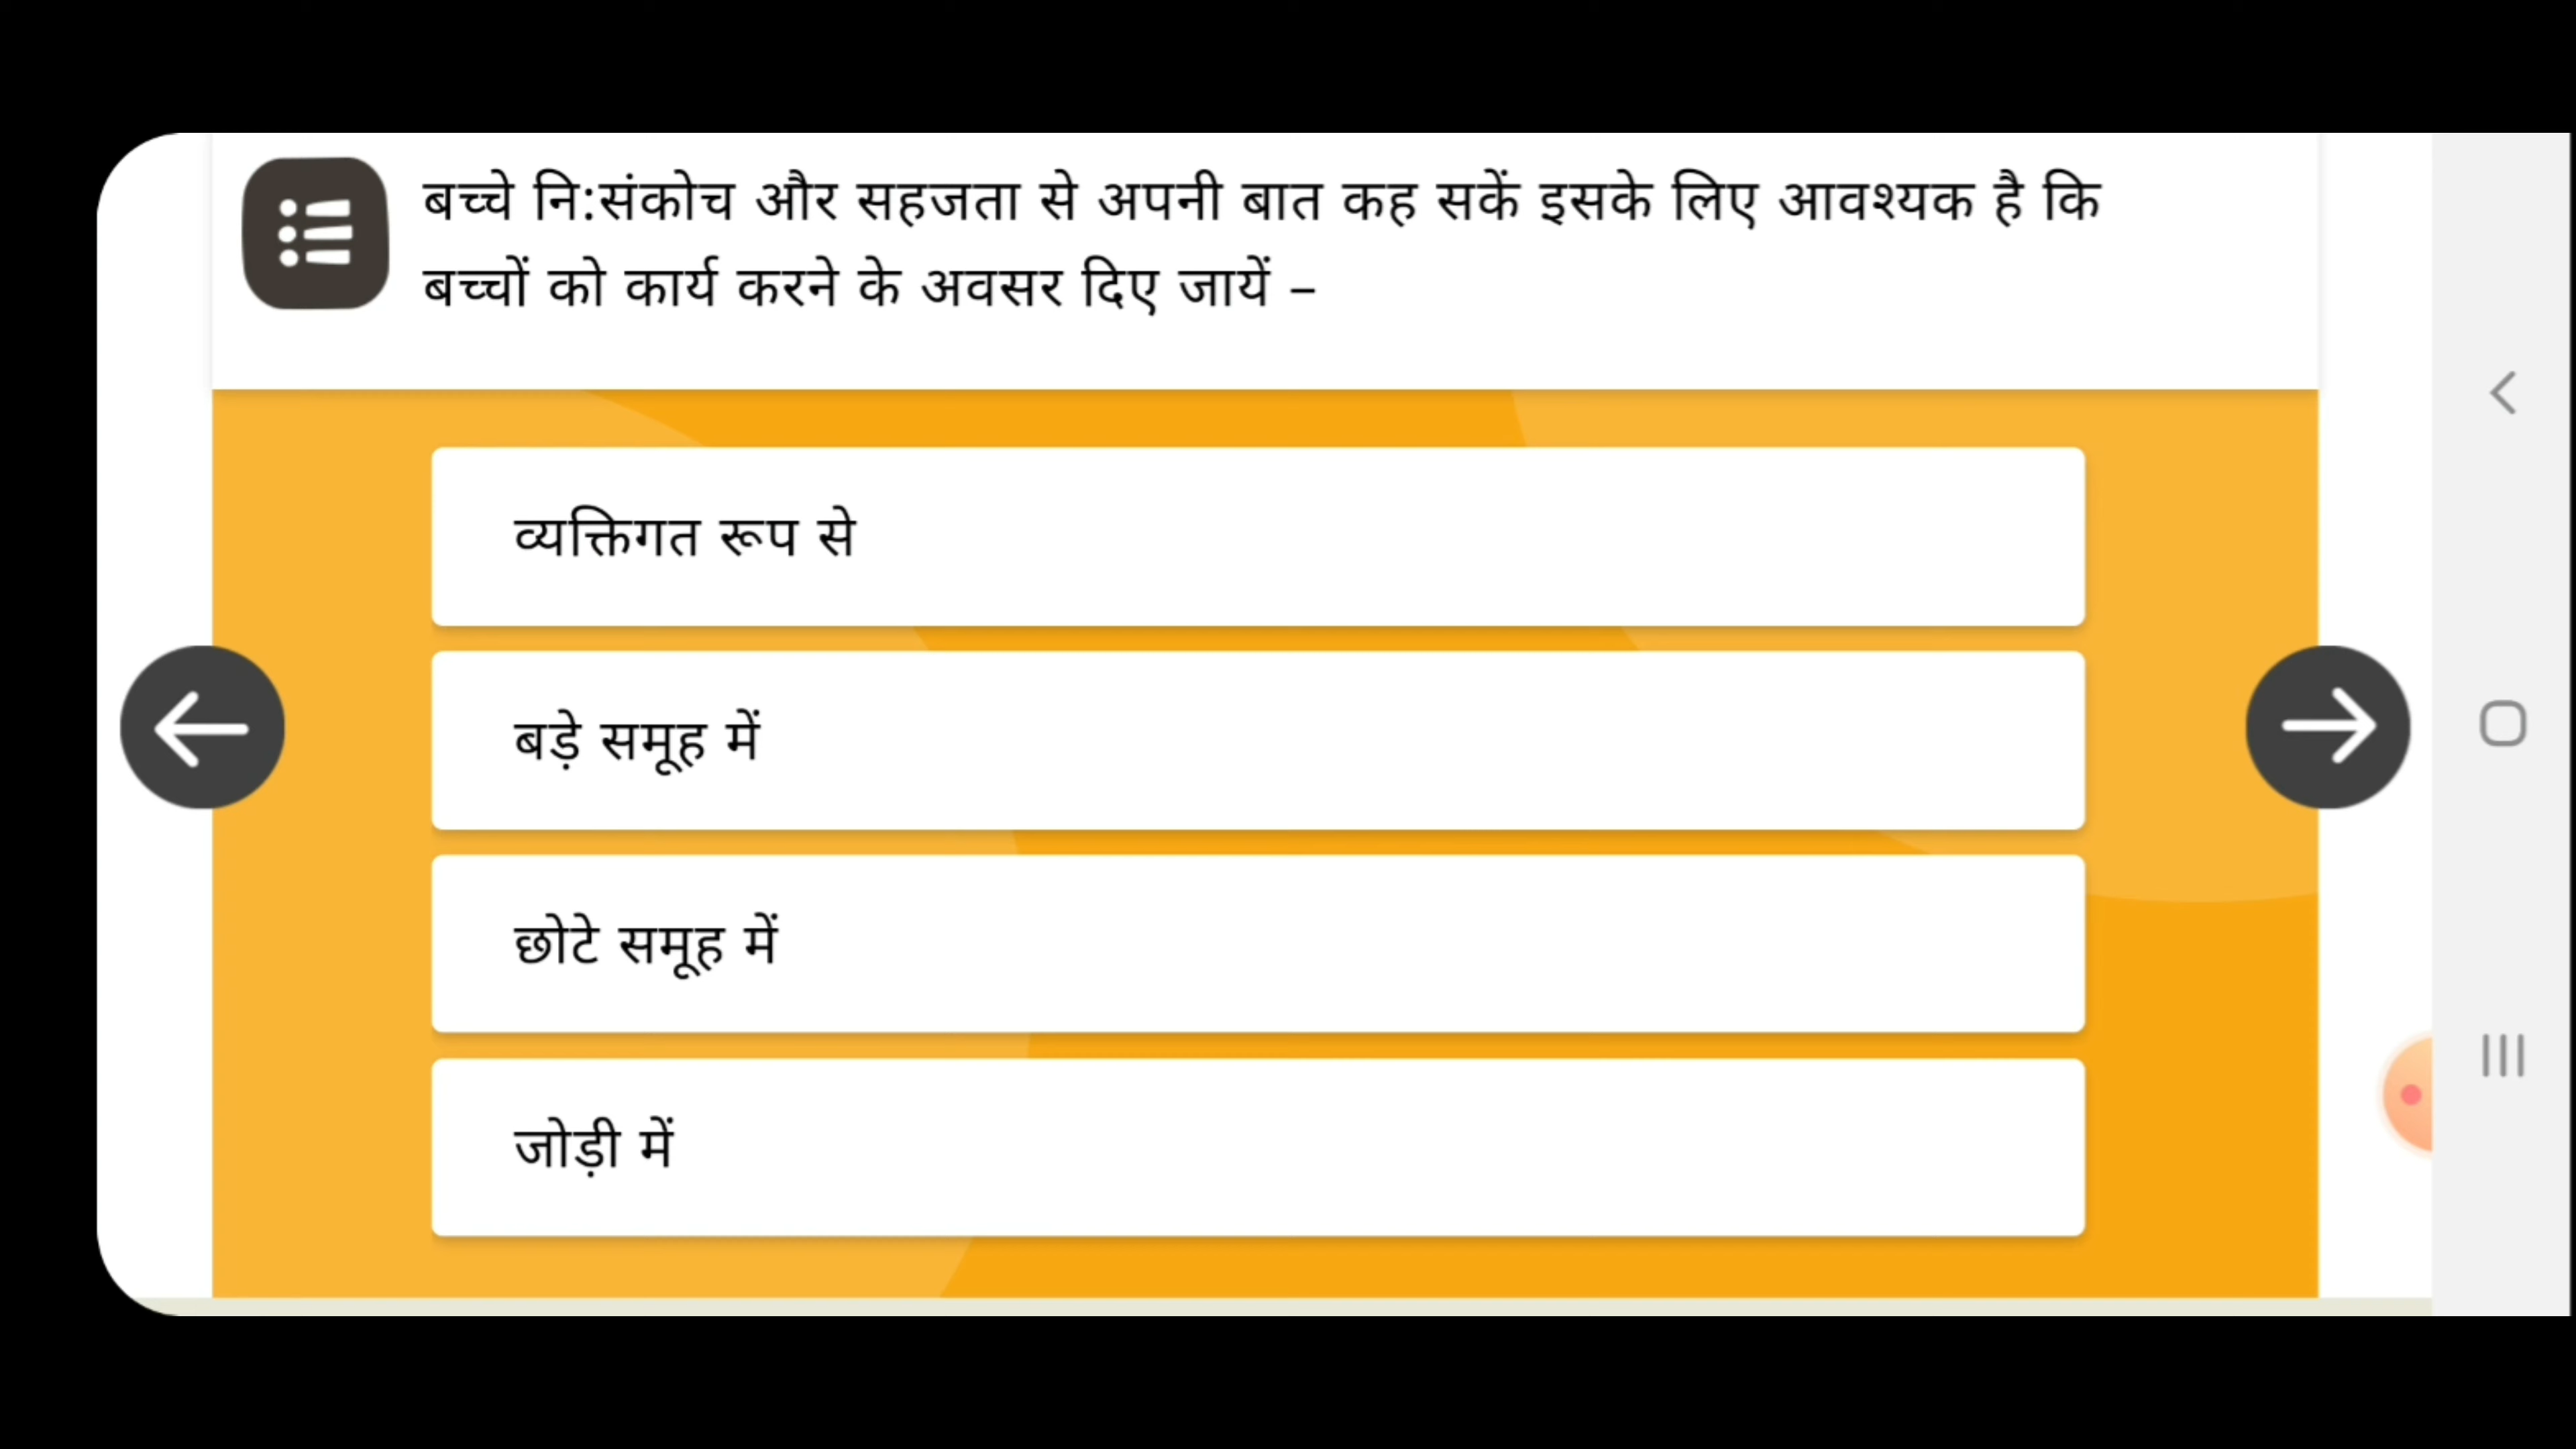 बच्चे नि:संकोच और सहजता से अपनी बात कह सकें इसके लिए आवश्यक है कि
बच्चों को कार्य करने के अवसर दिए जायें –
व्यक्तिगत रूप से
बड़े समूह में
छोटे समूह में
जोड़ी में